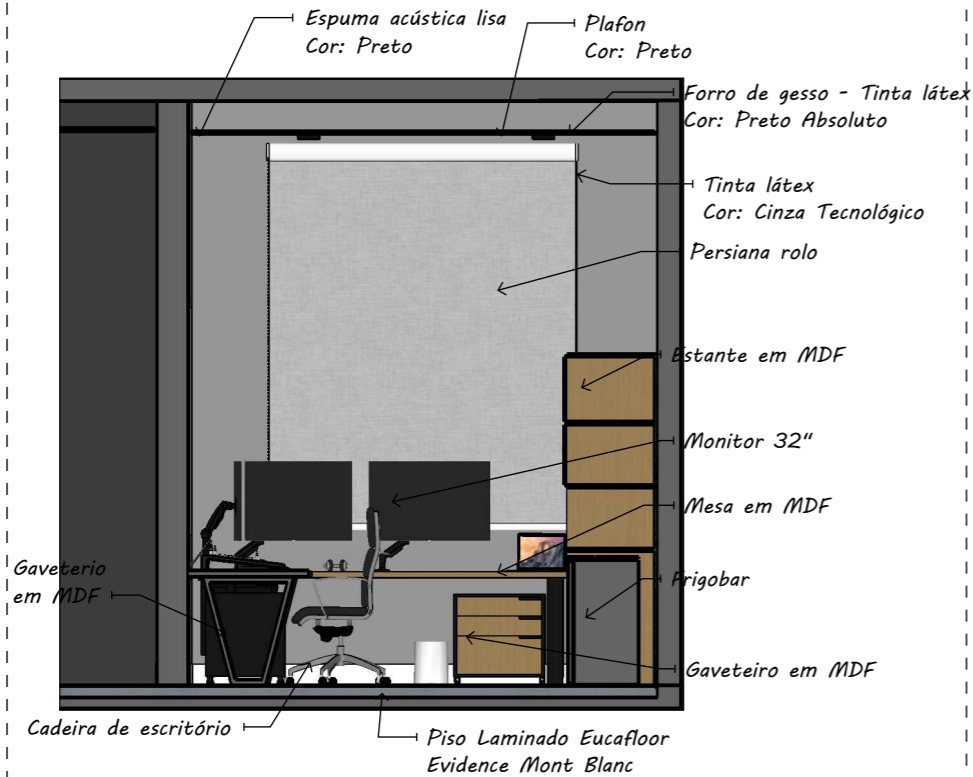 Espuma acústica lisa
Cor: Preto
Plafon
Cor: Preto
Forro de gesso - Tinta látex
Cor: Preto Absoluto
Tinta látex
Cor: Cinza Tecnológico
Persiana rolo
Estante em MDF
Monitor 32"
Mesa em MDF
Gaveterio
em MDF
Frigobar
Gaveteiro em MDF
Cadeira de escritório
Piso Laminado Eucafloor
Evidence Mont Blanc